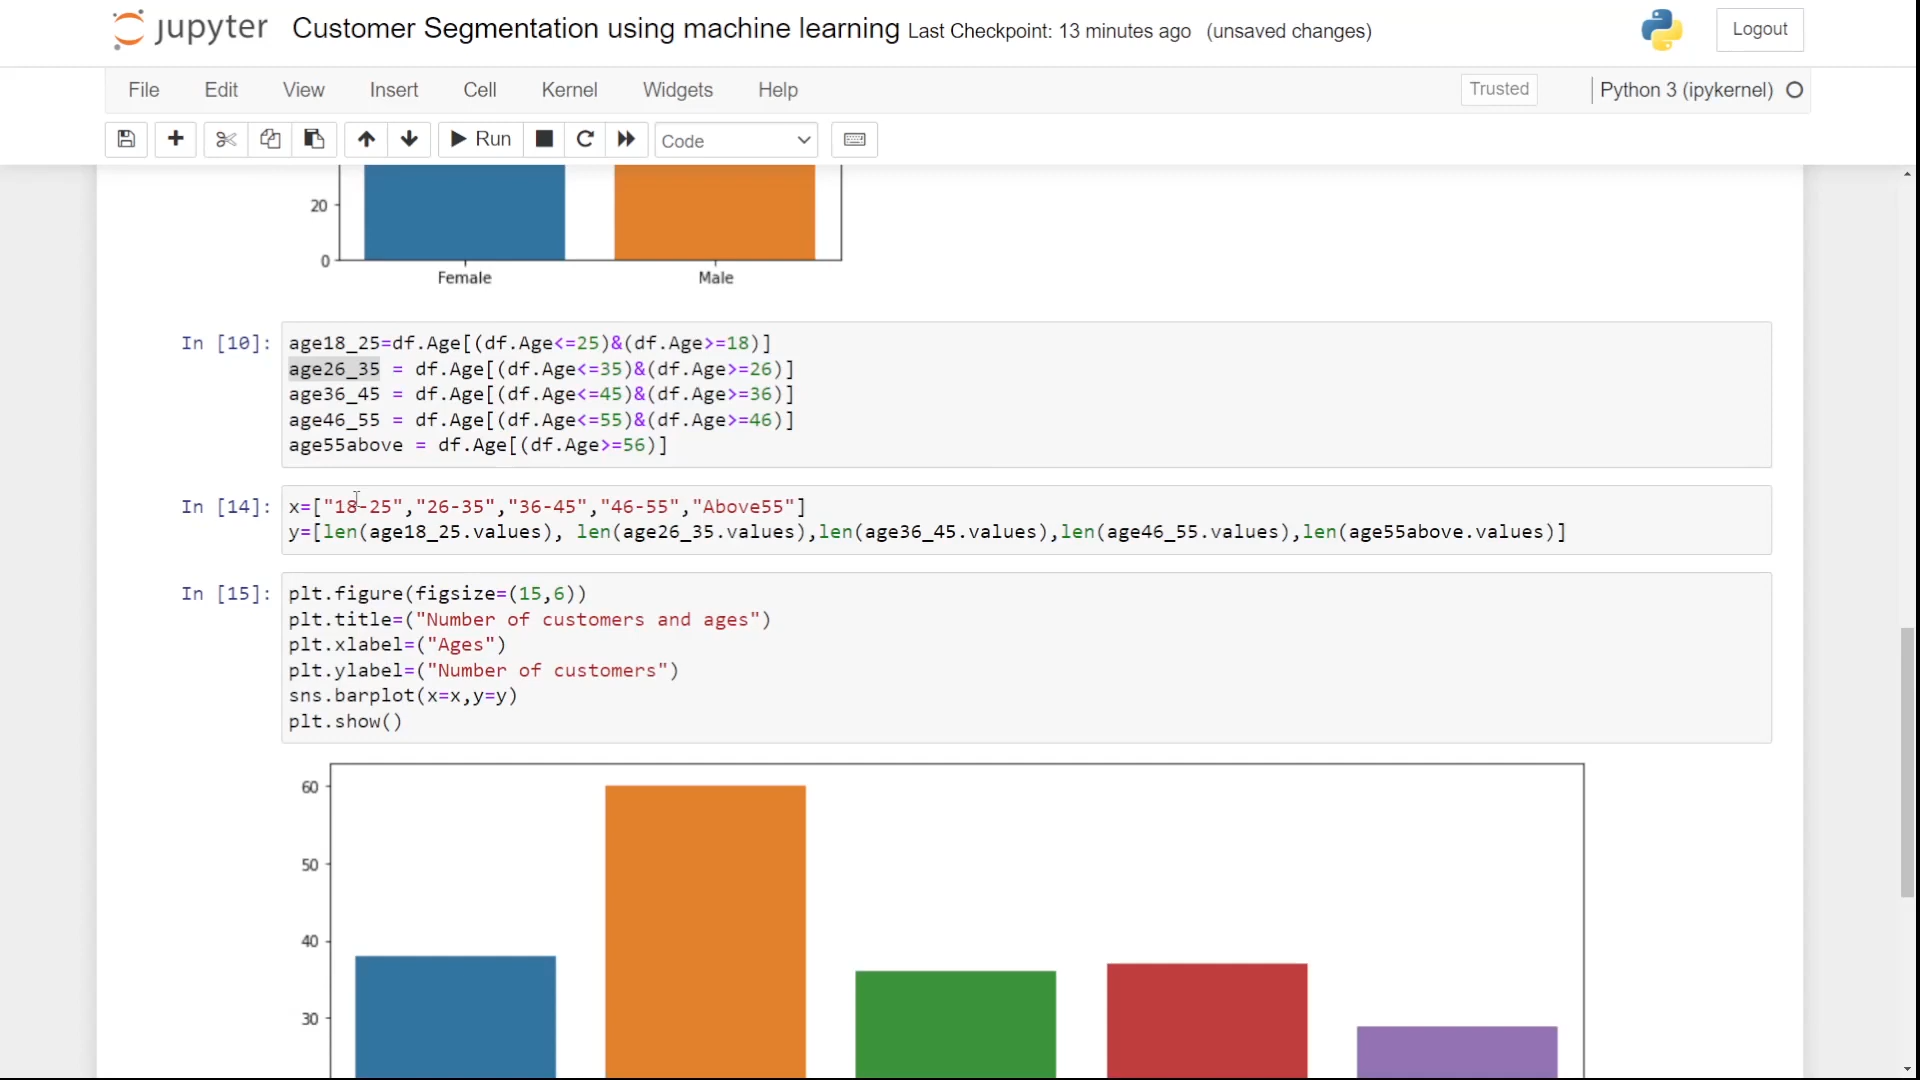 jupyter Customer Segmentation using machine learning Last Checkpoint: 13 minutes ago (unsaved changes) Logout
File Edit View Insert Cell Kernel Widgets Help Trusted Python 3 (ipykernel)
Run Code
20
0
Female Male
In [10]: age18_25=df.Age[(df.Age<=25)&(df.Age>=18)]
age26_35 = df.Age[(df.Age<=35)&(df.Age>=26)]
age36_45 = df.Age[(df.Age<=45)&(df.Age>=36)]
age46_55 = df.Age[(df.Age<=55)&(df.Age>=46)]
age55above = df.Age[(df.Age>=56)]
In [14]: x=["18-25","26-35","36-45","46-55","Above55"]
y=[len(age18_25.values), len(age26_35.values),len(age36_45.values),len(age46_55.values),len(age55above.values)]
In [15]: plt.figure(figsize=(15,6))
plt.title=("Number of customers and ages")
plt.xlabel=("Ages")
plt.ylabel=("Number of customers")
sns.barplot(x=x,y=y)
plt.show()
60
50
40
30